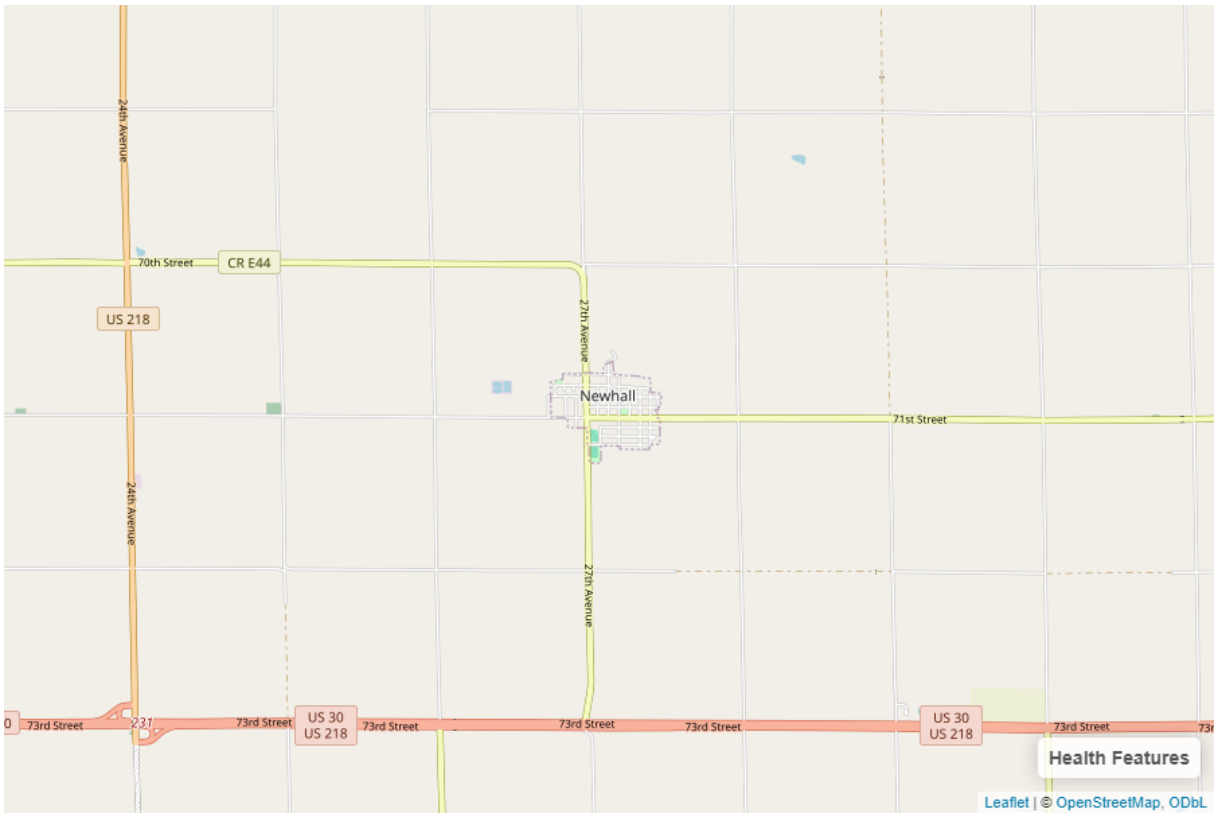 24th Avenue
70th Street
CR E44
US 218
27th Avenue
Newhall
71st Street
24th Avenue
27th Avenue
0
73rd Street
231
73rd Street
US 30
US 218
73rd Street
73rd Street
73rd Street
US 30
US 218
73rd Street
73r
Health Features
Leaflet | © OpenStreetMap, ODbL